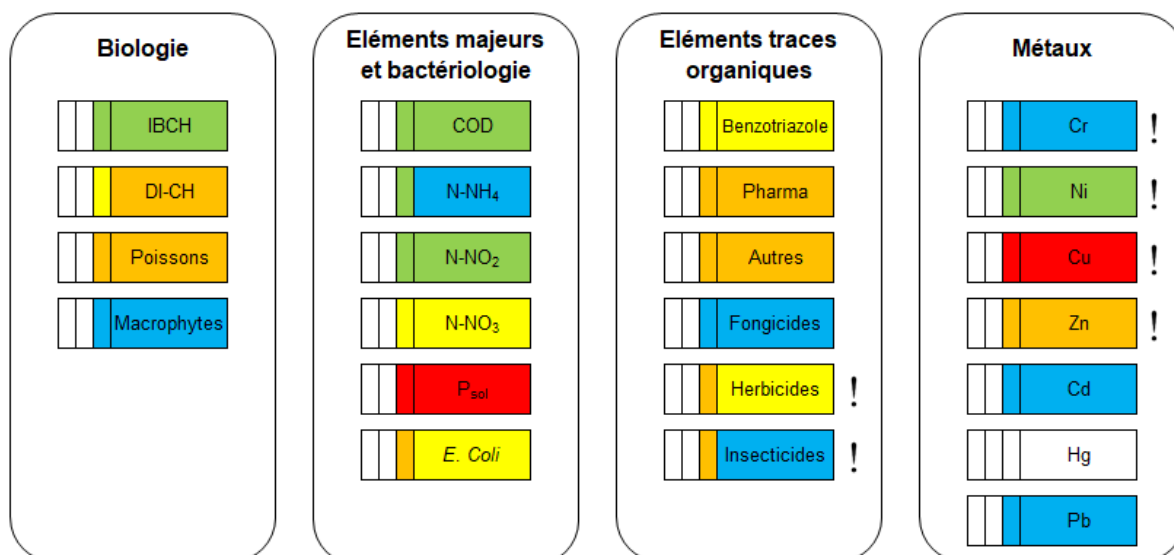 Biologie
IBCH
DI-CH
Poissons
Macrophytes
Eléments majeurs
et bactériologie
COD
N-NH₄
N-NO₂
N-NO₃
Psol
E. Coli
Eléments traces
organiques
Benzotriazole
Pharma
Autres
Fongicides
Herbicides !
Insecticides !
Métaux
Cr !
Ni !
Cu !
Zn !
Cd
Hg
Pb